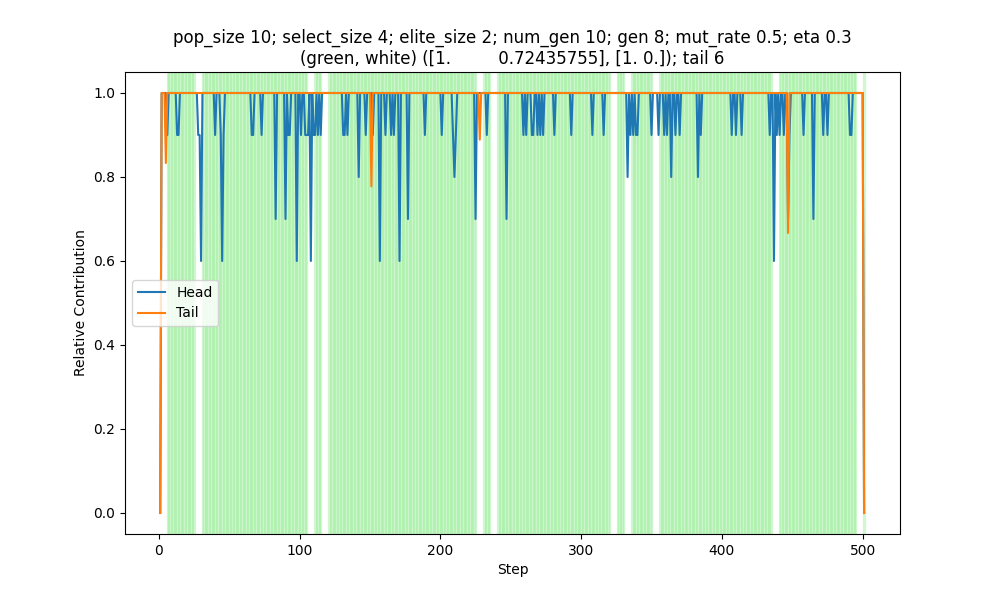 pop_size 10; select_size 4; elite_size 2; num_gen 10; gen 8; mut_rate 0.5; eta 0.3
(green, white) ([1.          0.72435755], [1. 0.]); tail 6
1.0
0.8
0.6
0.4
0.2
0.0
Relative Contribution
Head
Tail
0
100
200
300
400
500
Step